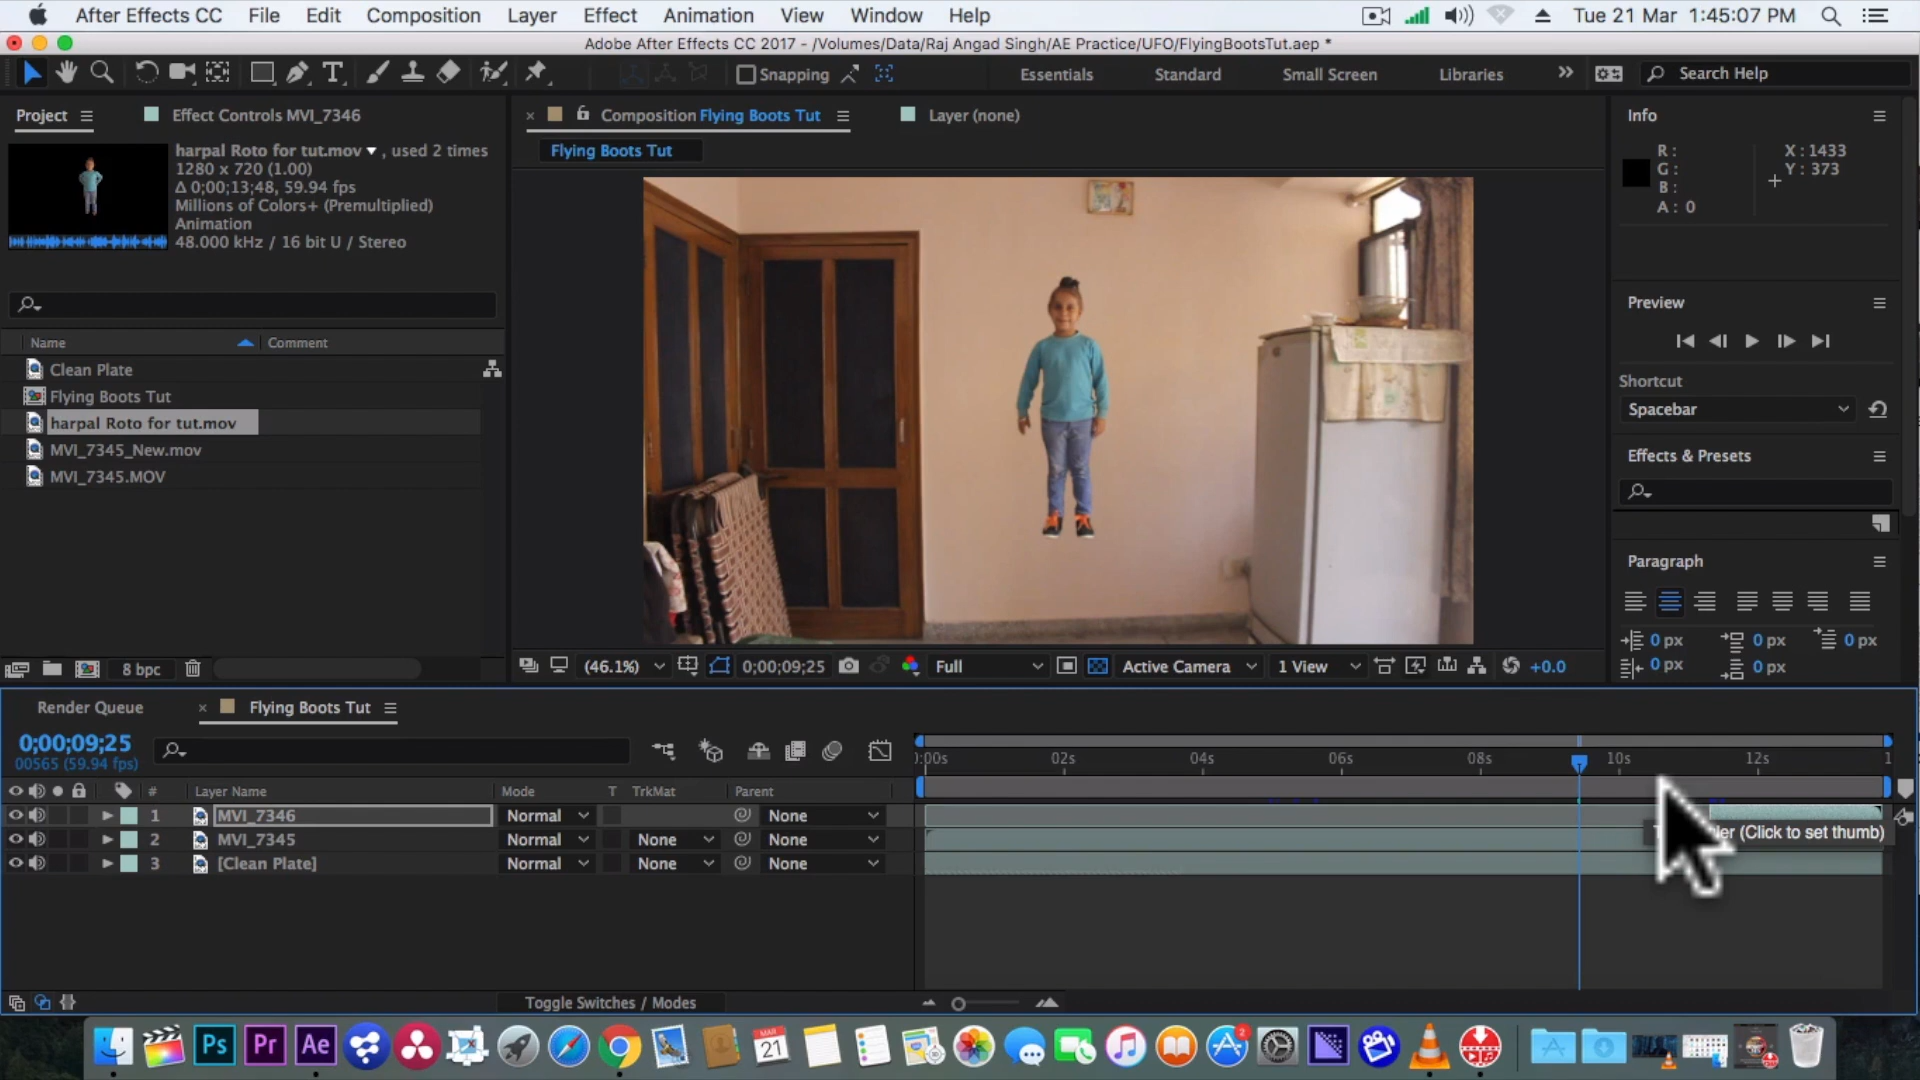 After Effects CC File Edit Composition Layer Effect Animation View Window Help Tue 21 Mar 1:45:07 PM
Adobe After Effects CC 2017 - /Volumes/Data/Raj Angad Singh/AE Practice/UFO/FlyingBootsTut.aep *
Snapping Essentials Standard Small Screen Libraries Search Help
Project Effect Controls MVI_7346 Composition Flying Boots Tut Layer (none) Info
harpal Roto for tut.mov , used 2 times
1280 x 720 (1.00)
Δ 0;00;13;48, 59.94 fps
Millions of Colors+ (Premultiplied)
Animation
48.000 kHz / 16 bit U / Stereo
Flying Boots Tut
R :
G :
B :
A : 0
X : 1433
Y : 373
Name Comment
Clean Plate
Flying Boots Tut
harpal Roto for tut.mov
MVI_7345_New.mov
MVI_7345.MOV
Preview
Shortcut
Spacebar
Effects & Presets
Paragraph
0 px 0 px 0 px
0 px 0 px
8 bpc
(46.1%) 0;00;09;25 Full Active Camera 1 View +0.0
Render Queue Flying Boots Tut
0;00;09;25
00565 (59.94 fps)
:00s 02s 04s 06s 08s 10s 12s 1
# Layer Name Mode T TrkMat Parent
1 MVI_7346 Normal None
2 MVI_7345 Normal None None
3 [Clean Plate] Normal None None
(Click to set thumb)
Toggle Switches / Modes
Ps Pr Ae MAR 21 2